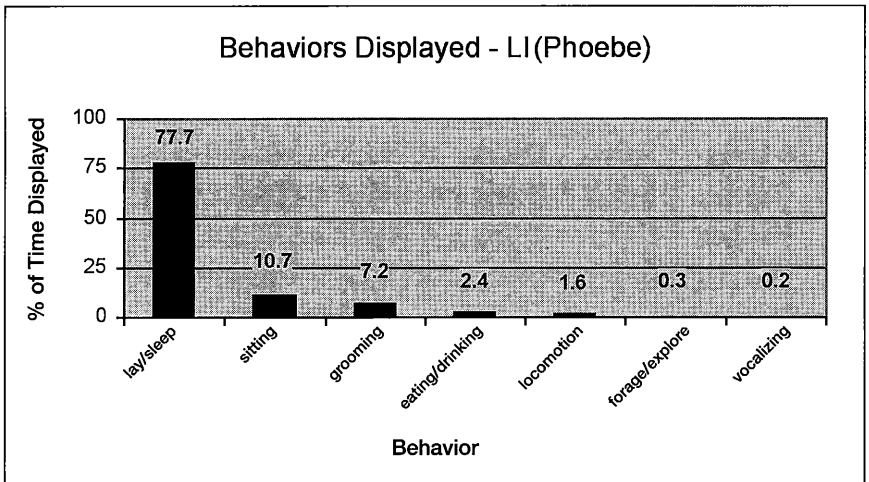 Behaviors Displayed - LI(Phoebe)
% of Time Displayed
100
75
50
25
0
77.7
10.7
7.2
2.4
1.6
0.3
0.2
lay/sleep
sitting
grooming
eating/drinking
locomotion
forage/explore
vocalizing
Behavior